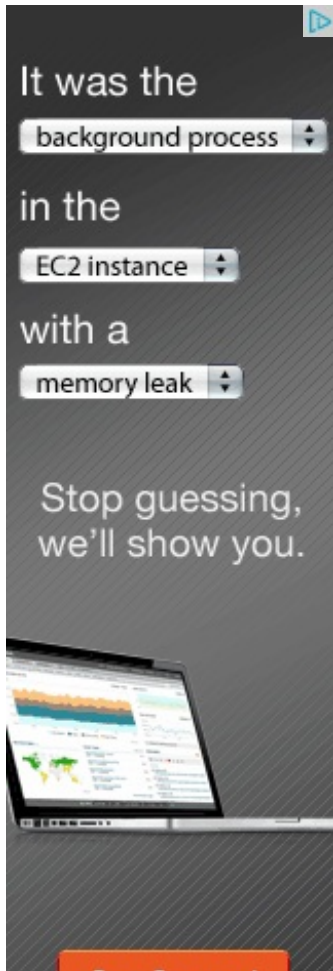 It was the
background process
in the
EC2 instance
with a
memory leak
Stop guessing,
we'll show you.